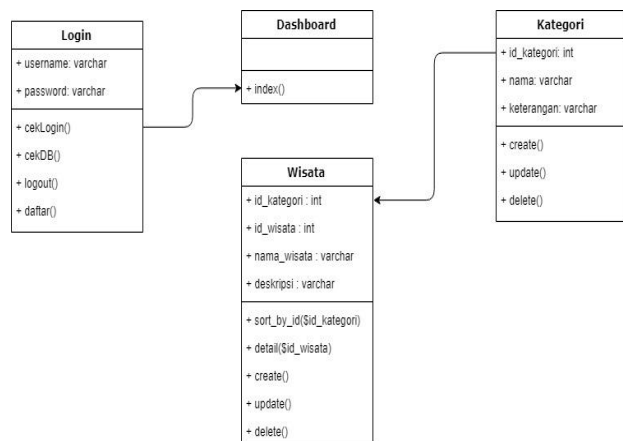 Login
+ username: varchar
+ password: varchar
+ cekLogin()
+ cekDB()
+ logout()
+ daftar()
Dashboard
+ index()
Kategori
+ id_kategori: int
+ nama: varchar
+ keterangan: varchar
+ create()
+ update()
+ delete()
Wisata
+ id_kategori : int
+ id_wisata : int
+ nama_wisata : varchar
+ deskripsi : varchar
+ sort_by_id($id_kategori)
+ detail($id_wisata)
+ create()
+ update()
+ delete()